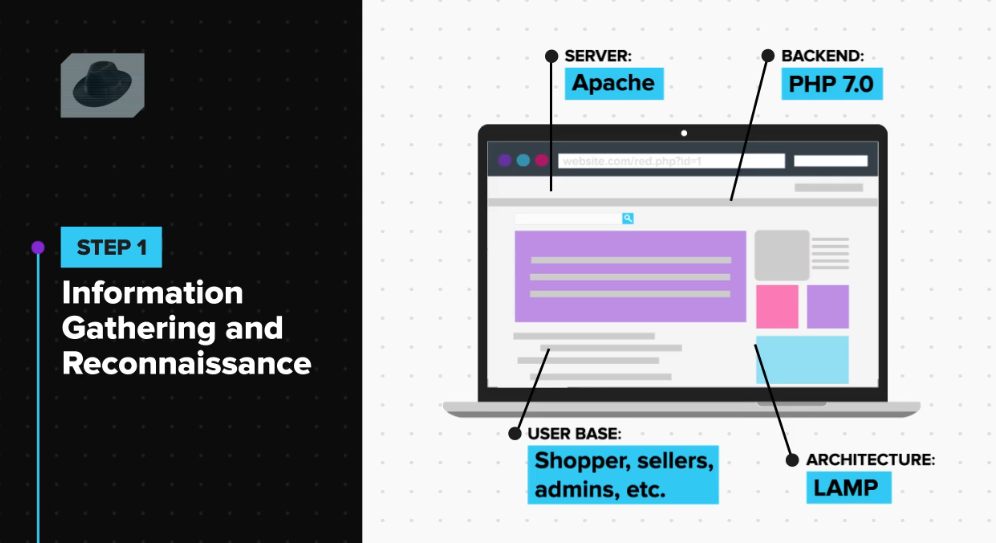 STEP 1
Information
Gathering and
Reconnaissance
SERVER:
Apache
BACKEND:
PHP 7.0
website.com/red.php?id=1
USER BASE:
Shopper, sellers,
admins, etc.
ARCHITECTURE:
LAMP